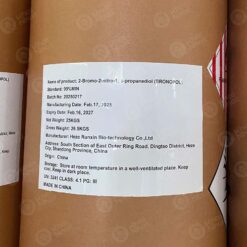 Name of product: 2-Bromo-2-nitro-1, 3-propanediol (BRONOPOL)
Standard: 99%MIN
Batch: 20250217
Manufacturing Date: Feb.17, 2025
Expiry Date: Feb.16, 2027
Net Weight: 25KGS
Gross Weight: 26.9KGS
Manufacturer: Heze Runxin Bio-technology Co.,Ltd
Address: South Section of East Outer Ring Road, Dingtao District, Heze
City, Shandong Province, China
Origin: China
Storage: Store at room temperature in a well-ventilated place. Keep
Keep in dark place.
UN: 3241 CLASS: 4.1 PG: III
MADE IN CHINA